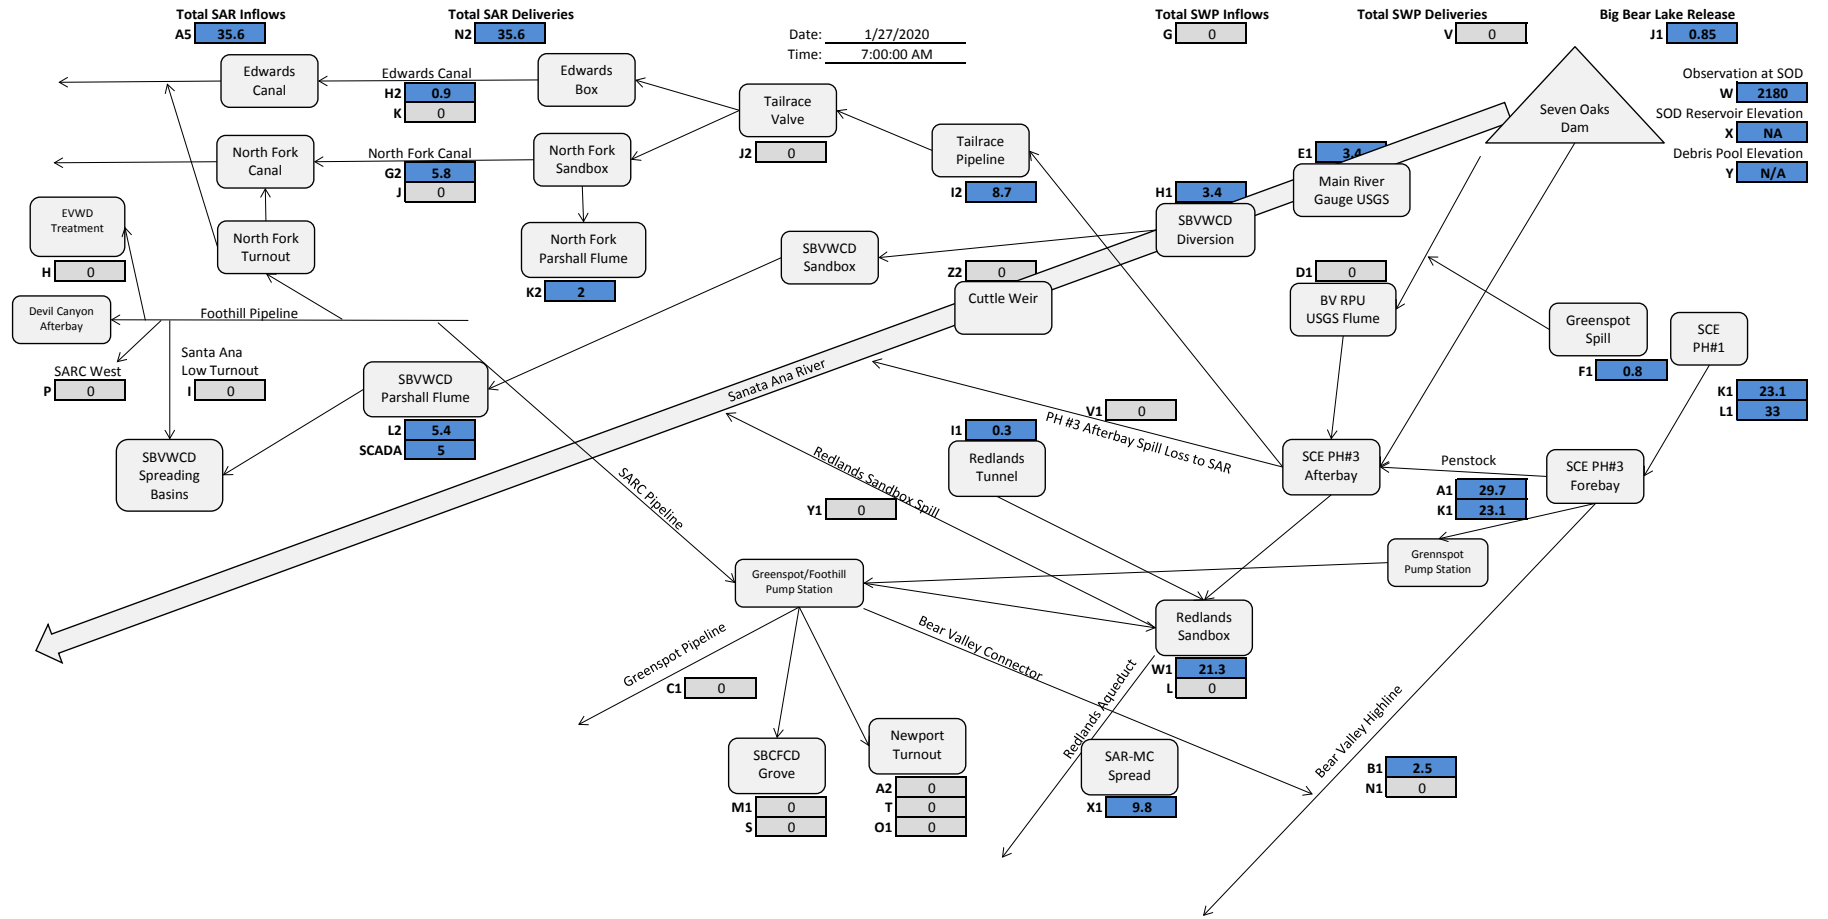 Total SAR Inflows
A5 35.6
Total SAR Deliveries
N2 35.6
Date: 1/27/2020
Time: 7:00:00 AM
Total SWP Inflows
G 0
Total SWP Deliveries
V 0
Big Bear Lake Release
J1 0.85
Observation at SOD
W 2180
SOD Reservoir Elevation
X NA
Debris Pool Elevation
Y N/A
Seven Oaks
Dam
Edwards
Canal
Edwards Canal
H2 0.9
K 0
Edwards
Box
Tailrace
Valve
J2 0
Tailrace
Pipeline
I2 8.7
North Fork
Canal
North Fork Canal
G2 5.8
J 0
North Fork
Sandbox
E1 3.4
Main River
Gauge USGS
H1 3.4
SBVWCD
Diversion
EVWD
Treatment
H 0
North Fork
Turnout
North Fork
Parshall Flume
K2 2
SBVWCD
Sandbox
Z2 0
Cuttle Weir
D1 0
BV RPU
USGS Flume
Greenspot
Spill
F1 0.8
SCE
PH#1
K1 23.1
L1 33
Devil Canyon
Afterbay
Foothill Pipeline
SARC West
P 0
Santa Ana
Low Turnout
I 0
SBVWCD
Parshall Flume
L2 5.4
SCADA 5
Sanata Ana River
V1 0
PH #3 Afterbay Spill Loss to SAR
I1 0.3
Redlands
Tunnel
SCE PH#3
Afterbay
Penstock
A1 29.7
K1 23.1
SCE PH#3
Forebay
SBVWCD
Spreading
Basins
SARC Pipeline
Redlands Sandbox Spill
Y1 0
Grennspot
Pump Station
Greenspot/Foothill
Pump Station
Redlands
Sandbox
W1 21.3
L 0
Greenspot Pipeline
C1 0
Bear Valley Connector
Redlands Aqueduct
Bear Valley Highline
SBCFCD
Grove
M1 0
S 0
Newport
Turnout
A2 0
T 0
O1 0
SAR-MC
Spread
X1 9.8
B1 2.5
N1 0